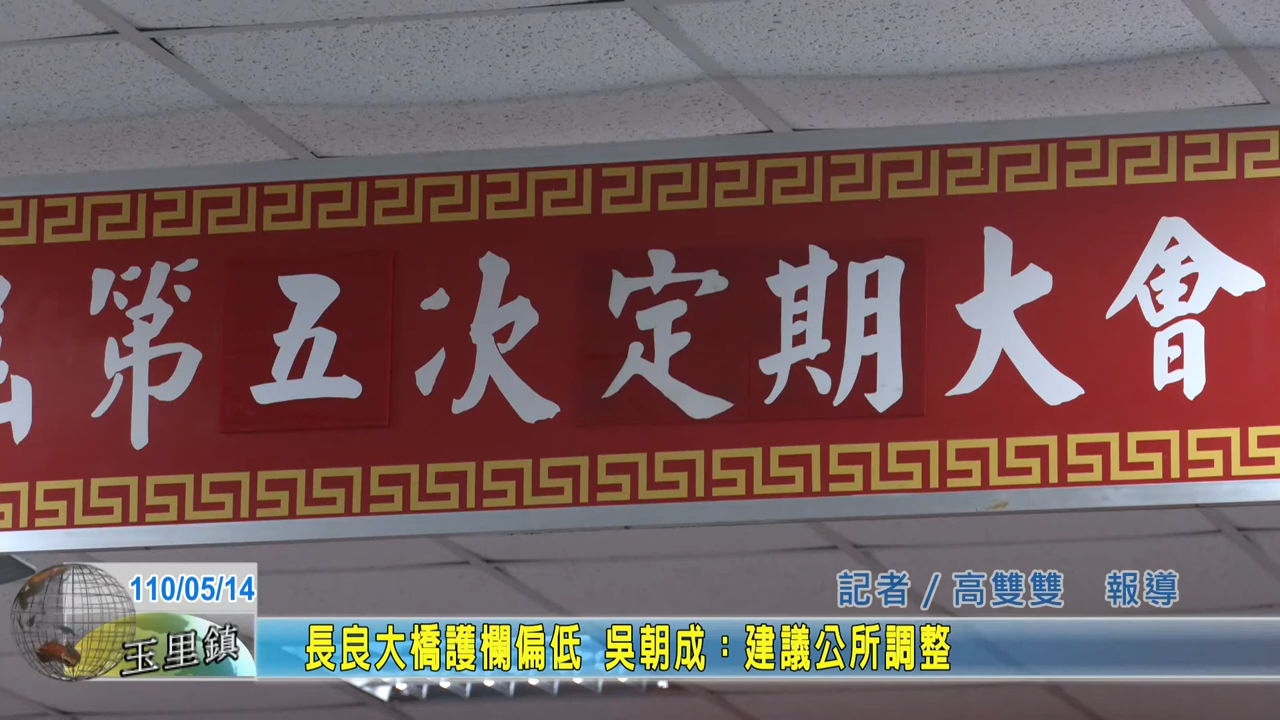 第五次定期大會
110/05/14
記者/高雙雙 報導
玉里鎮
長良大橋護欄偏低 吳朝成:建議公所調整